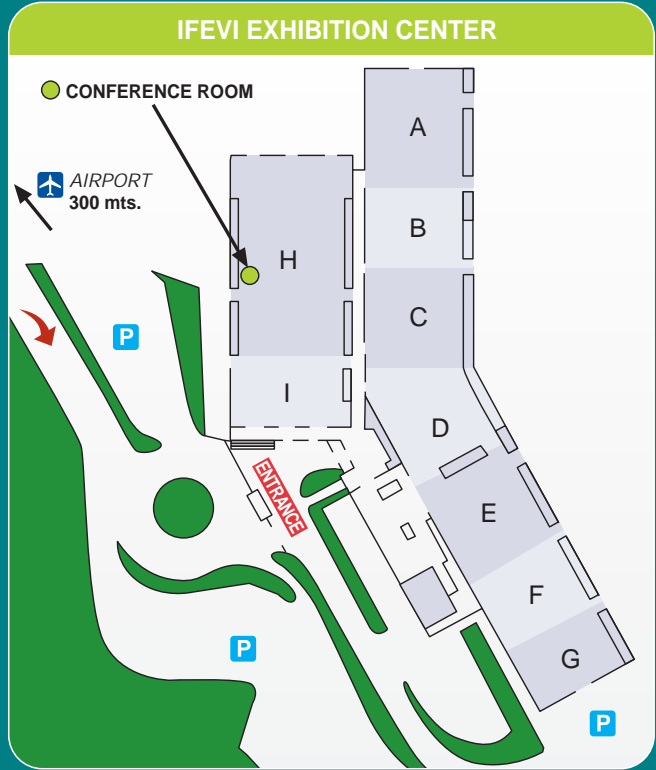 IFEVI EXHIBITION CENTER
CONFERENCE ROOM
AIRPORT
300 mts.
A
B
H
C
P
I
D
ENTRANCE
E
F
P
G
P